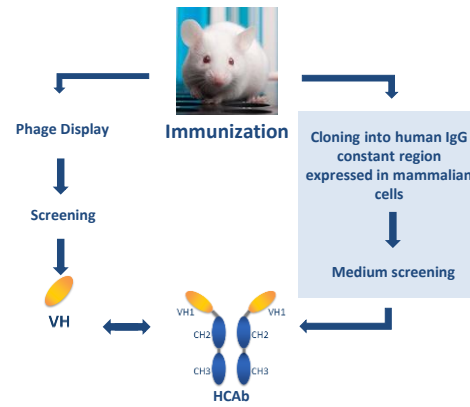 Immunization
Phage Display
Screening
VH
Cloning into human IgG
constant region
expressed in mammalian
cells
Medium screening
VH1
VH1
CH2
CH2
CH3
CH3
HCAb